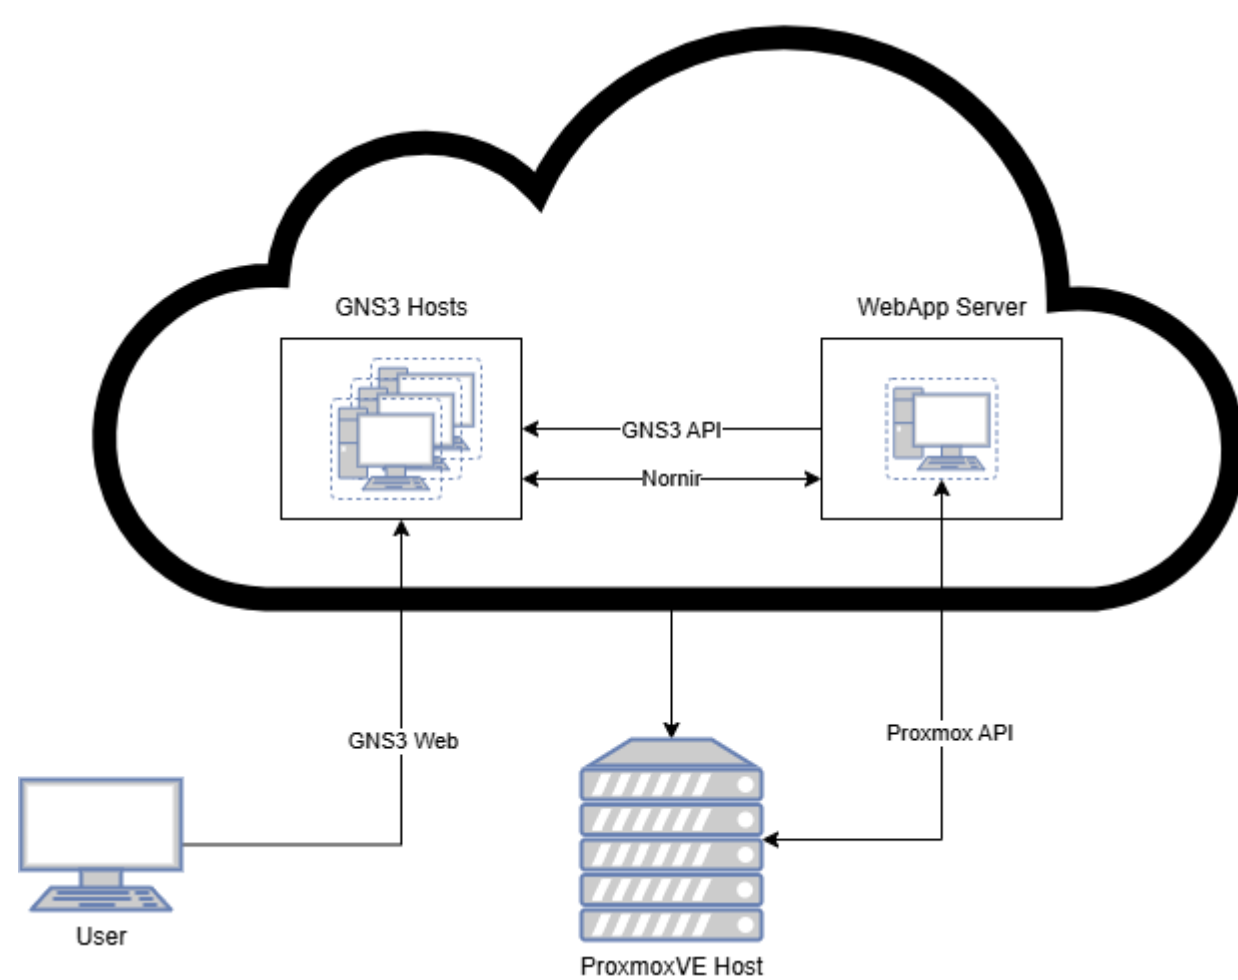 GNS3 Hosts
WebApp Server
GNS3 API
Nornir
GNS3 Web
Proxmox API
User
ProxmoxVE Host